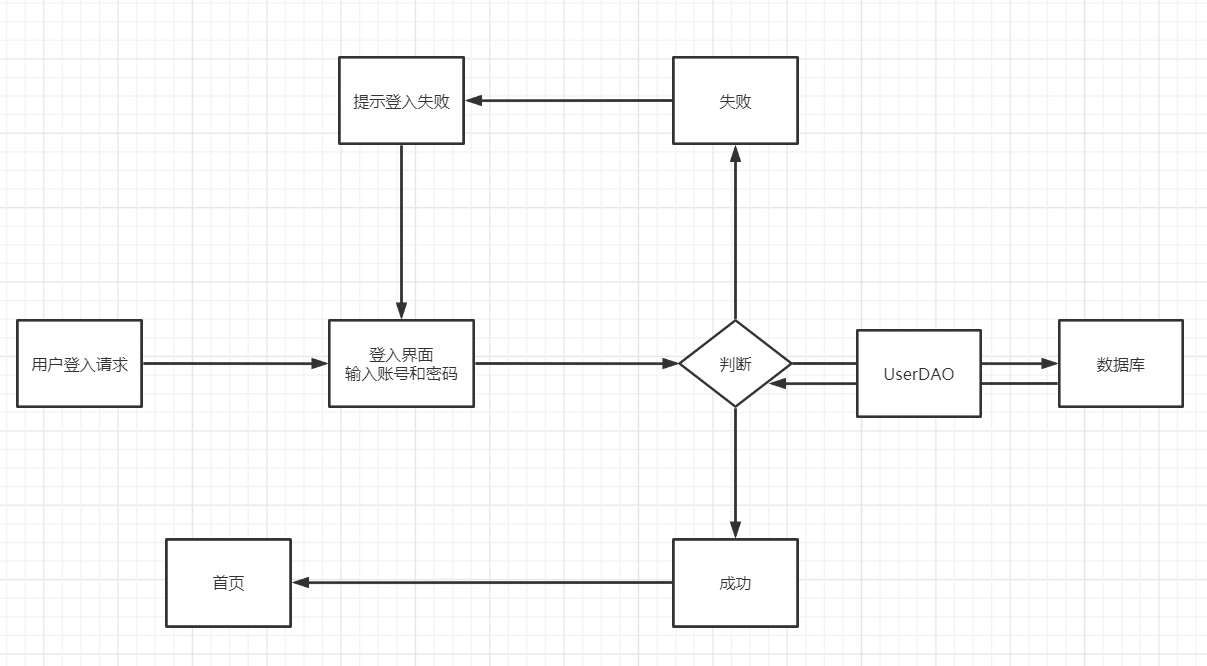 提示登入失败
失败
用户登入请求
登入界面
输入账号和密码
判断
UserDAO
数据库
首页
成功